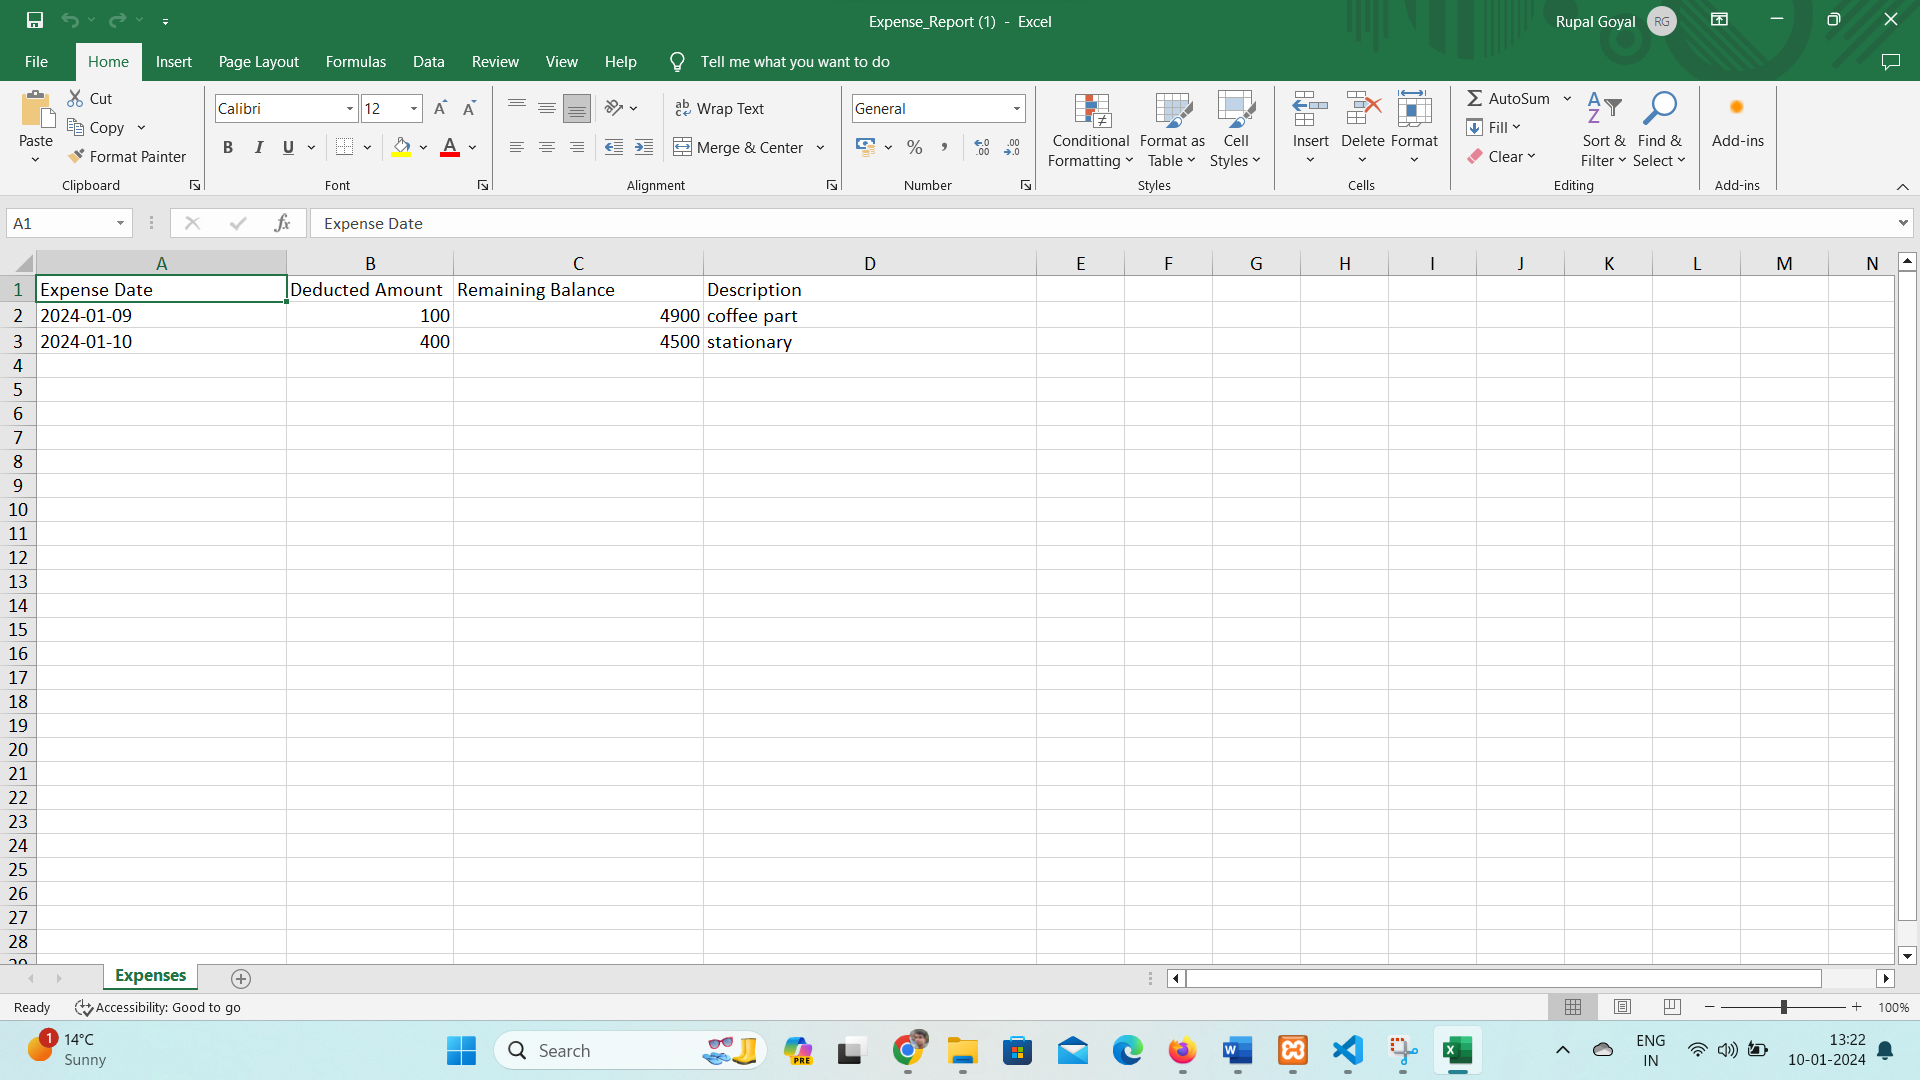 Expense_Report (1) - Excel
Rupal Goyal RG
File Home Insert Page Layout Formulas Data Review View Help Tell me what you want to do
Paste
Cut
Copy
Format Painter
Clipboard
Calibri 12
B I U A
Font
ab Wrap Text
Merge & Center
Alignment
General
% ,
Number
Conditional Formatting
Format as Table
Cell Styles
Styles
Insert Delete Format
Cells
AutoSum
Fill
Clear
Sort & Filter
Find & Select
Editing
Add-ins
Add-ins
A1 fx Expense Date
A B C D E F G H I J K L M N
1 Expense Date Deducted Amount Remaining Balance Description
2 2024-01-09 100 4900 coffee part
3 2024-01-10 400 4500 stationary
4
5
6
7
8
9
10
11
12
13
14
15
16
17
18
19
20
21
22
23
24
25
26
27
28
29
Expenses
Ready Accessibility: Good to go 100%
1 14°C
Sunny
Search
PRE
ENG
IN
13:22
10-01-2024